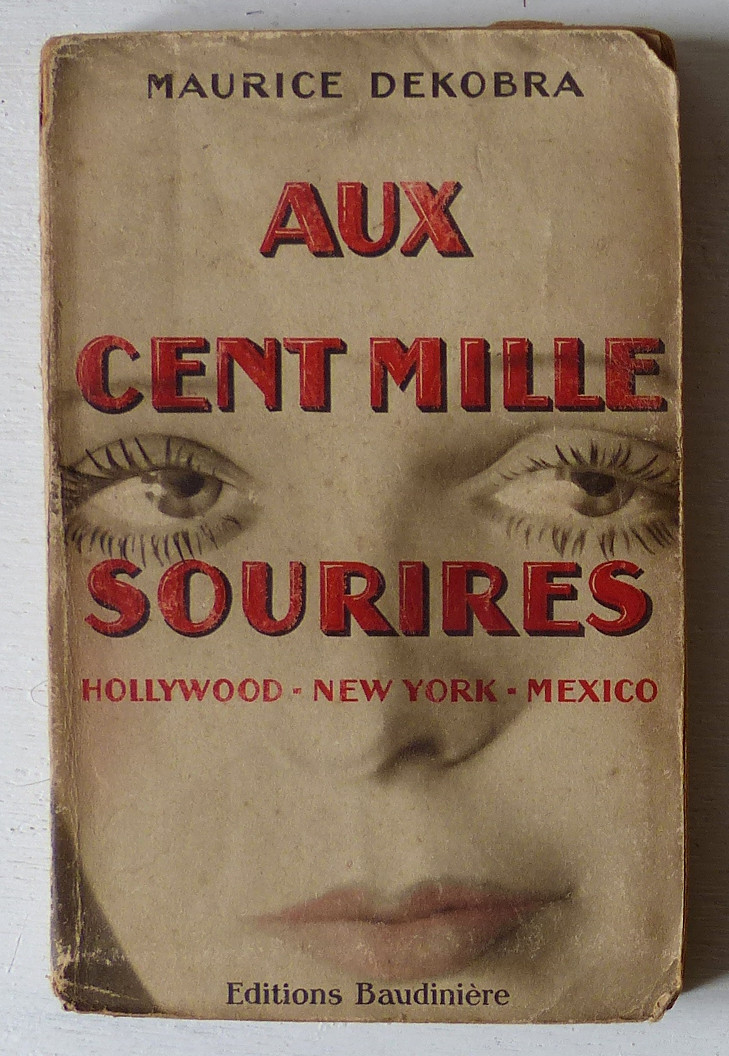 MAURICE DEKOBRA
AUX
CENT MILLE
SOURIRES
HOLLYWOOD - NEW YORK - MEXICO
Editions Baudinière